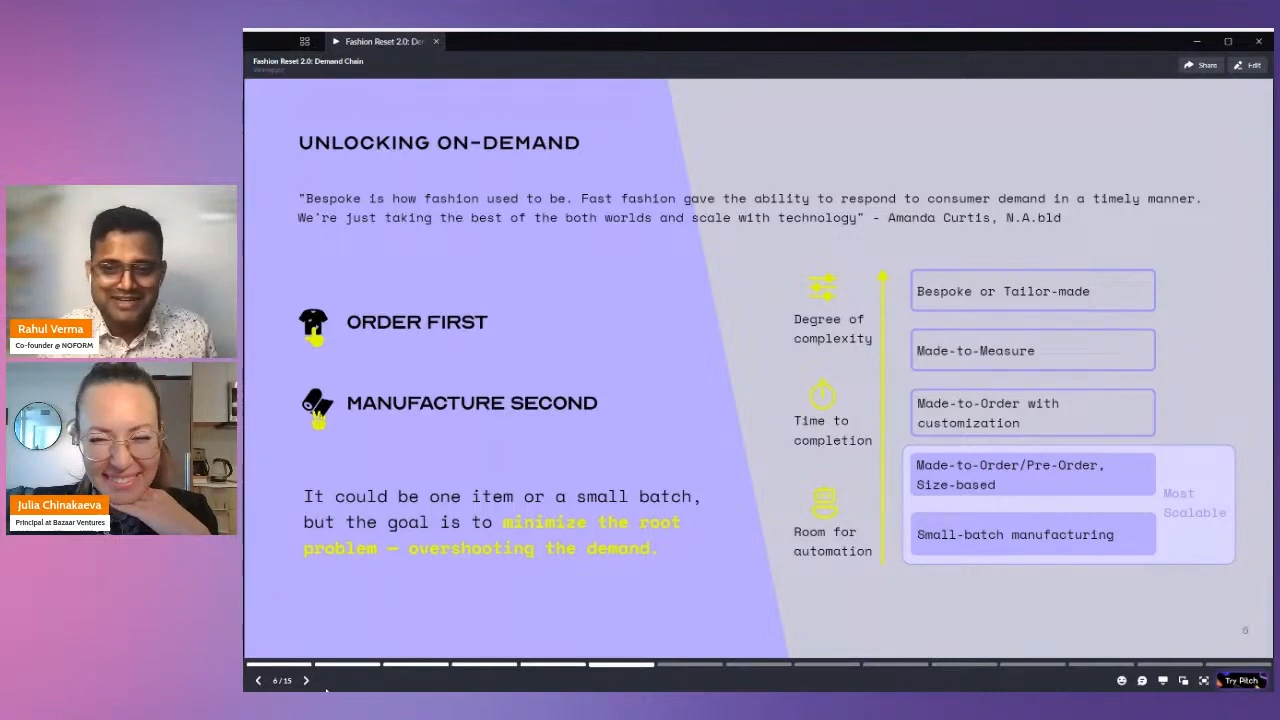 Fashion Reset 2.0: De
Fashion Reset 2.0: Demand Chain
Share
Edit
UNLOCKING ON-DEMAND
"Bespoke is how fashion used to be. Fast fashion gave the ability to respond to consumer demand in a timely manner.
We're just taking the best of the both worlds and scale with technology" - Amanda Curtis, N.A.bld
ORDER FIRST
MANUFACTURE SECOND
It could be one item or a small batch,
but the goal is to minimize the root
problem — overshooting the demand.
Degree of
complexity
Time to
completion
Room for
automation
Bespoke or Tailor-made
Made-to-Measure
Made-to-Order with
customization
Made-to-Order/Pre-Order,
Size-based
Small-batch manufacturing
Most
Scalable
6
6 / 15
Try Pitch
Rahul Verma
Co-founder @ NOFORM
Julia Chinakaeva
Principal at Bazaar Ventures